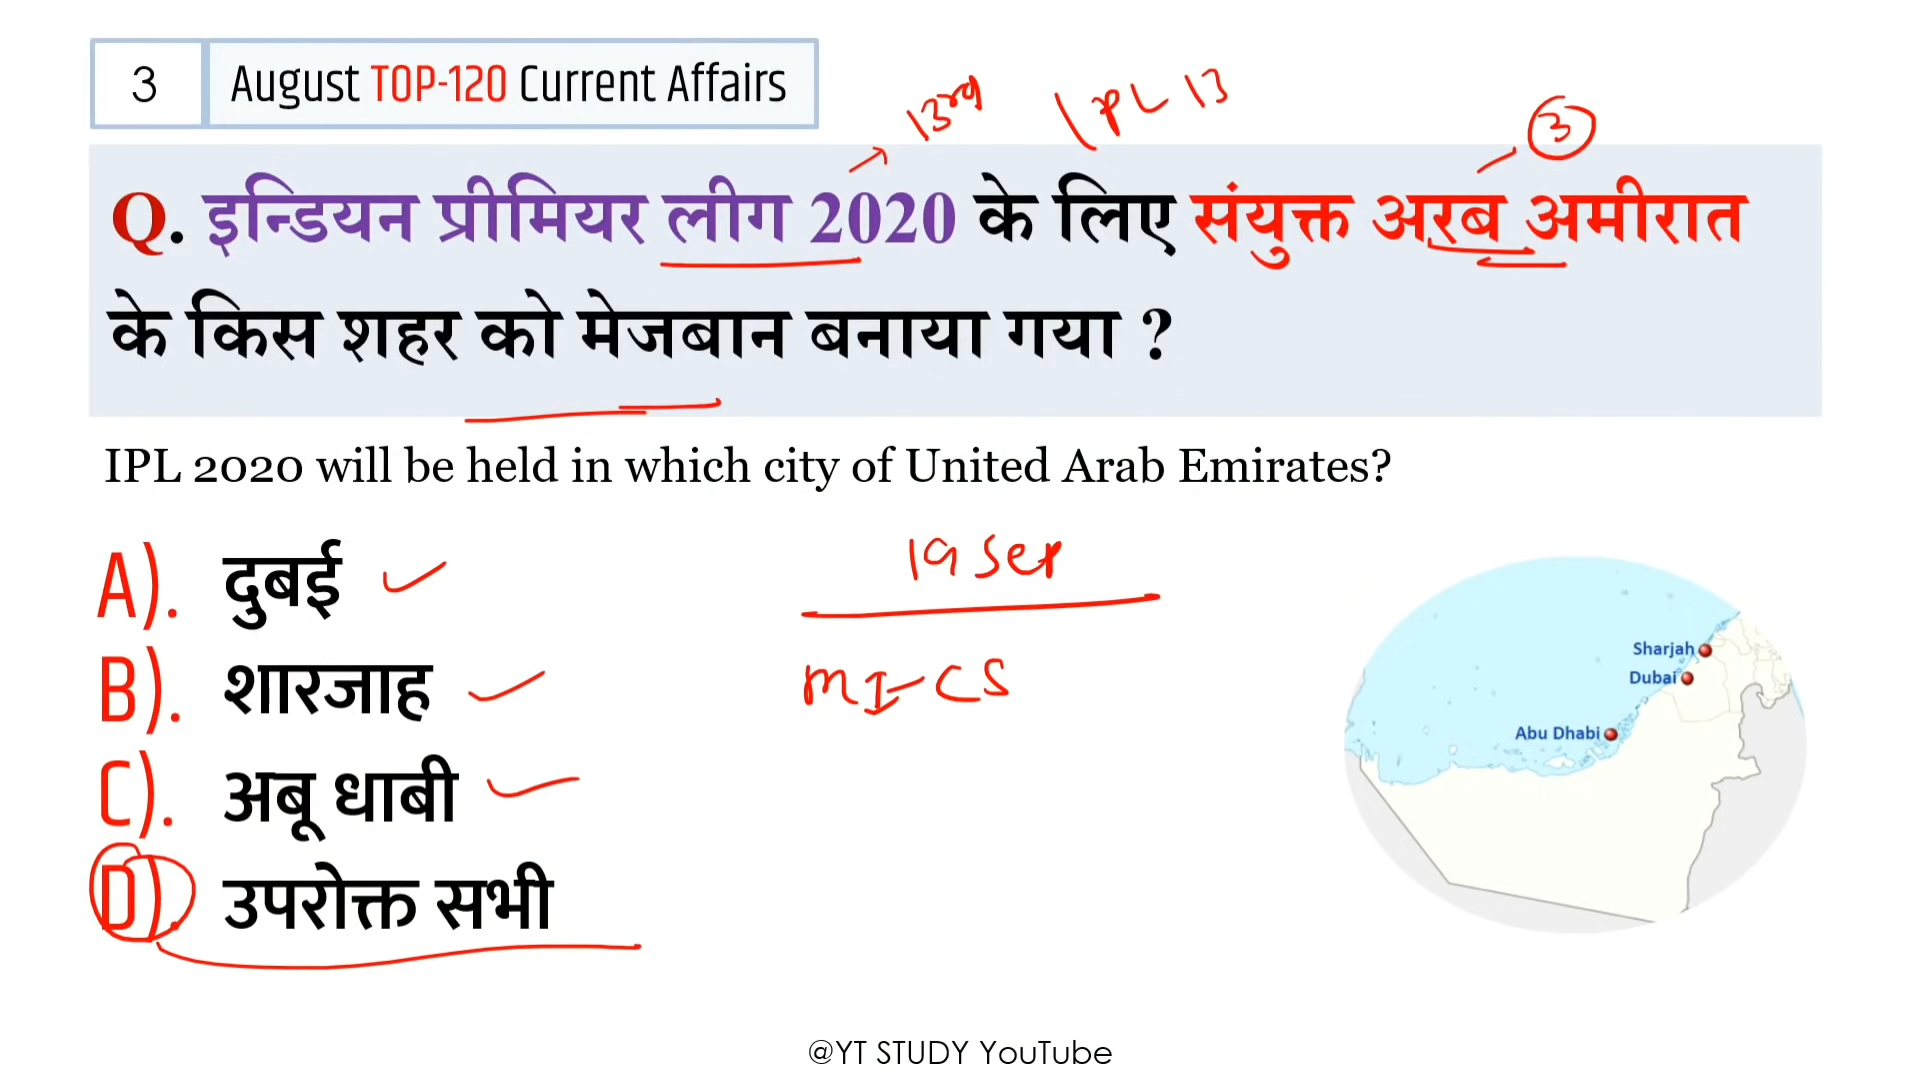 3 August TOP-120 Current Affairs
13rd
IPL 13
3
Q. इन्डियन प्रीमियर लीग 2020 के लिए संयुक्त अरब अमीरात
के किस शहर को मेजबान बनाया गया ?
IPL 2020 will be held in which city of United Arab Emirates?
A). दुबई
B). शारजाह
C). अबू धाबी
D). उपरोक्त सभी
19 Sep
MI-CS
Sharjah
Dubai
Abu Dhabi
@YT STUDY YouTube